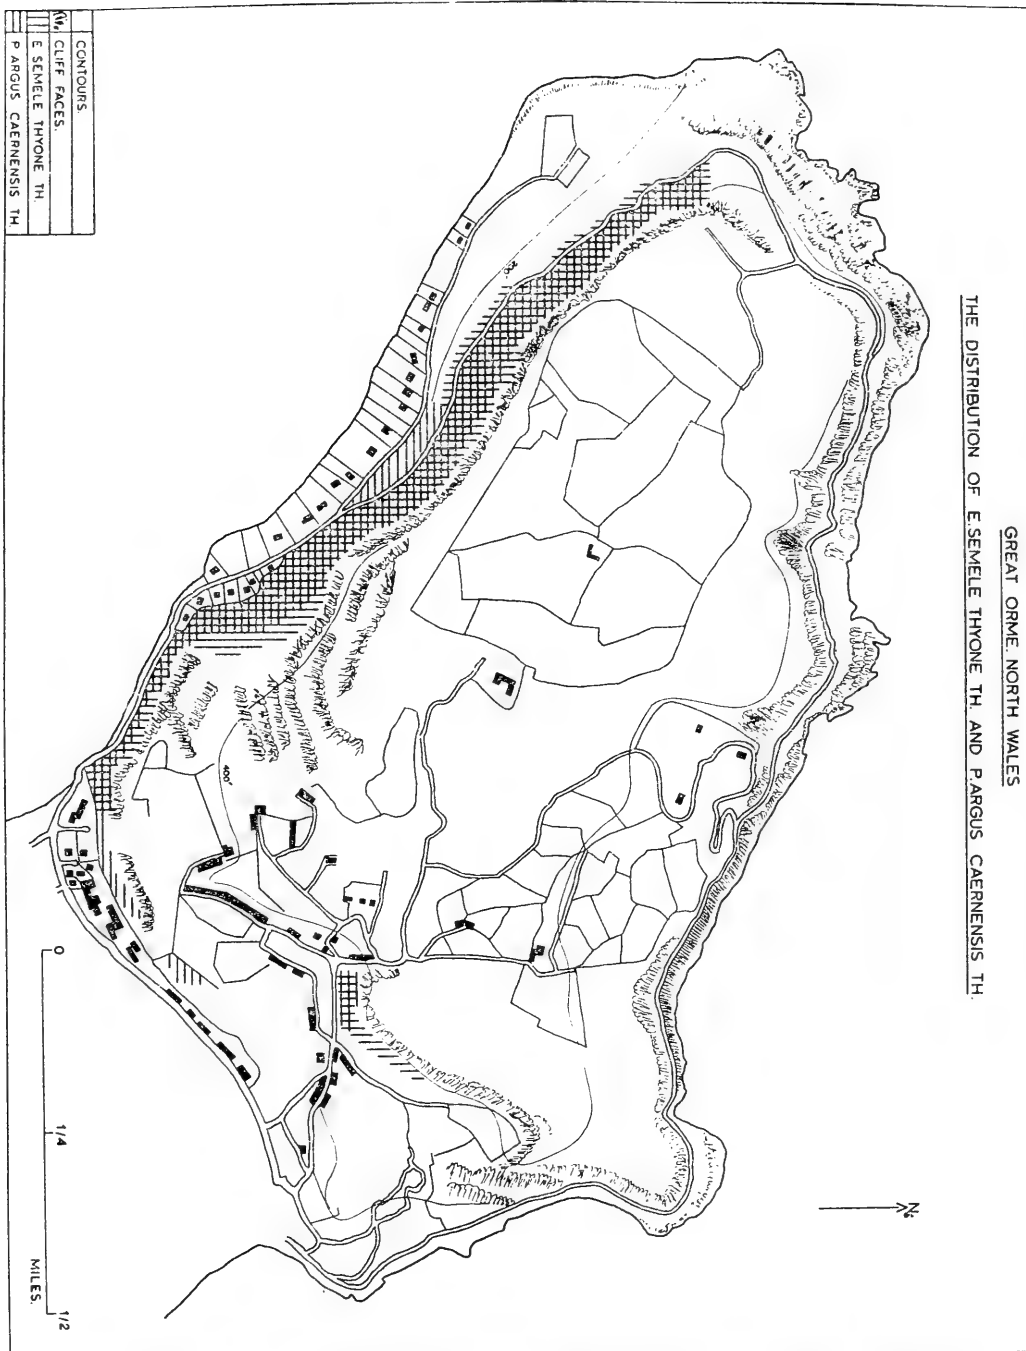 GREAT ORME. NORTH WALES
THE DISTRIBUTION OF E.SEMELE THYONE TH. AND P.ARGUS CAERNENSIS TH.
N.
400'
CONTOURS.
CLIFF FACES.
E SEMELE THYONE TH.
P ARGUS CAERNENSIS TH
0 1/4 1/2
MILES.